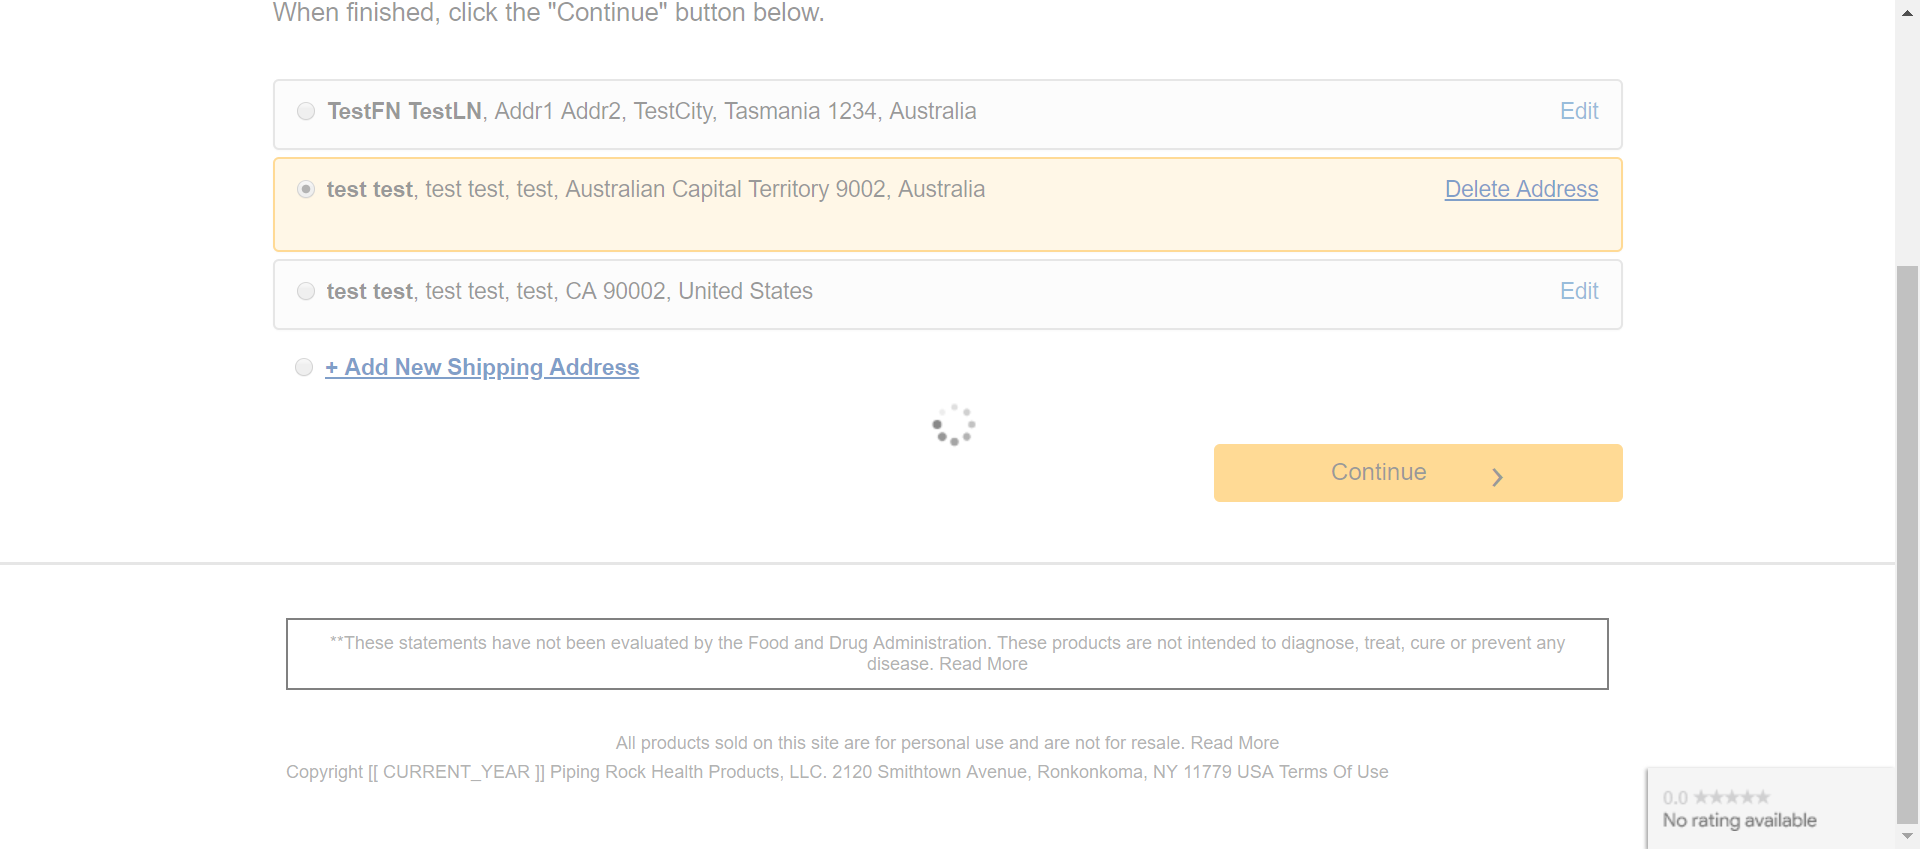 When finished, click the "Continue" button below.
TestFN TestLN, Addr1 Addr2, TestCity, Tasmania 1234, Australia
Edit
test test, test test, test, Australian Capital Territory 9002, Australia
Delete Address
test test, test test, test, CA 90002, United States
Edit
+ Add New Shipping Address
Continue
**These statements have not been evaluated by the Food and Drug Administration. These products are not intended to diagnose, treat, cure or prevent any
disease. Read More
All products sold on this site are for personal use and are not for resale. Read More
Copyright [[ CURRENT_YEAR ]] Piping Rock Health Products, LLC. 2120 Smithtown Avenue, Ronkonkoma, NY 11779 USA Terms Of Use
0.0 ★★★★★
No rating available